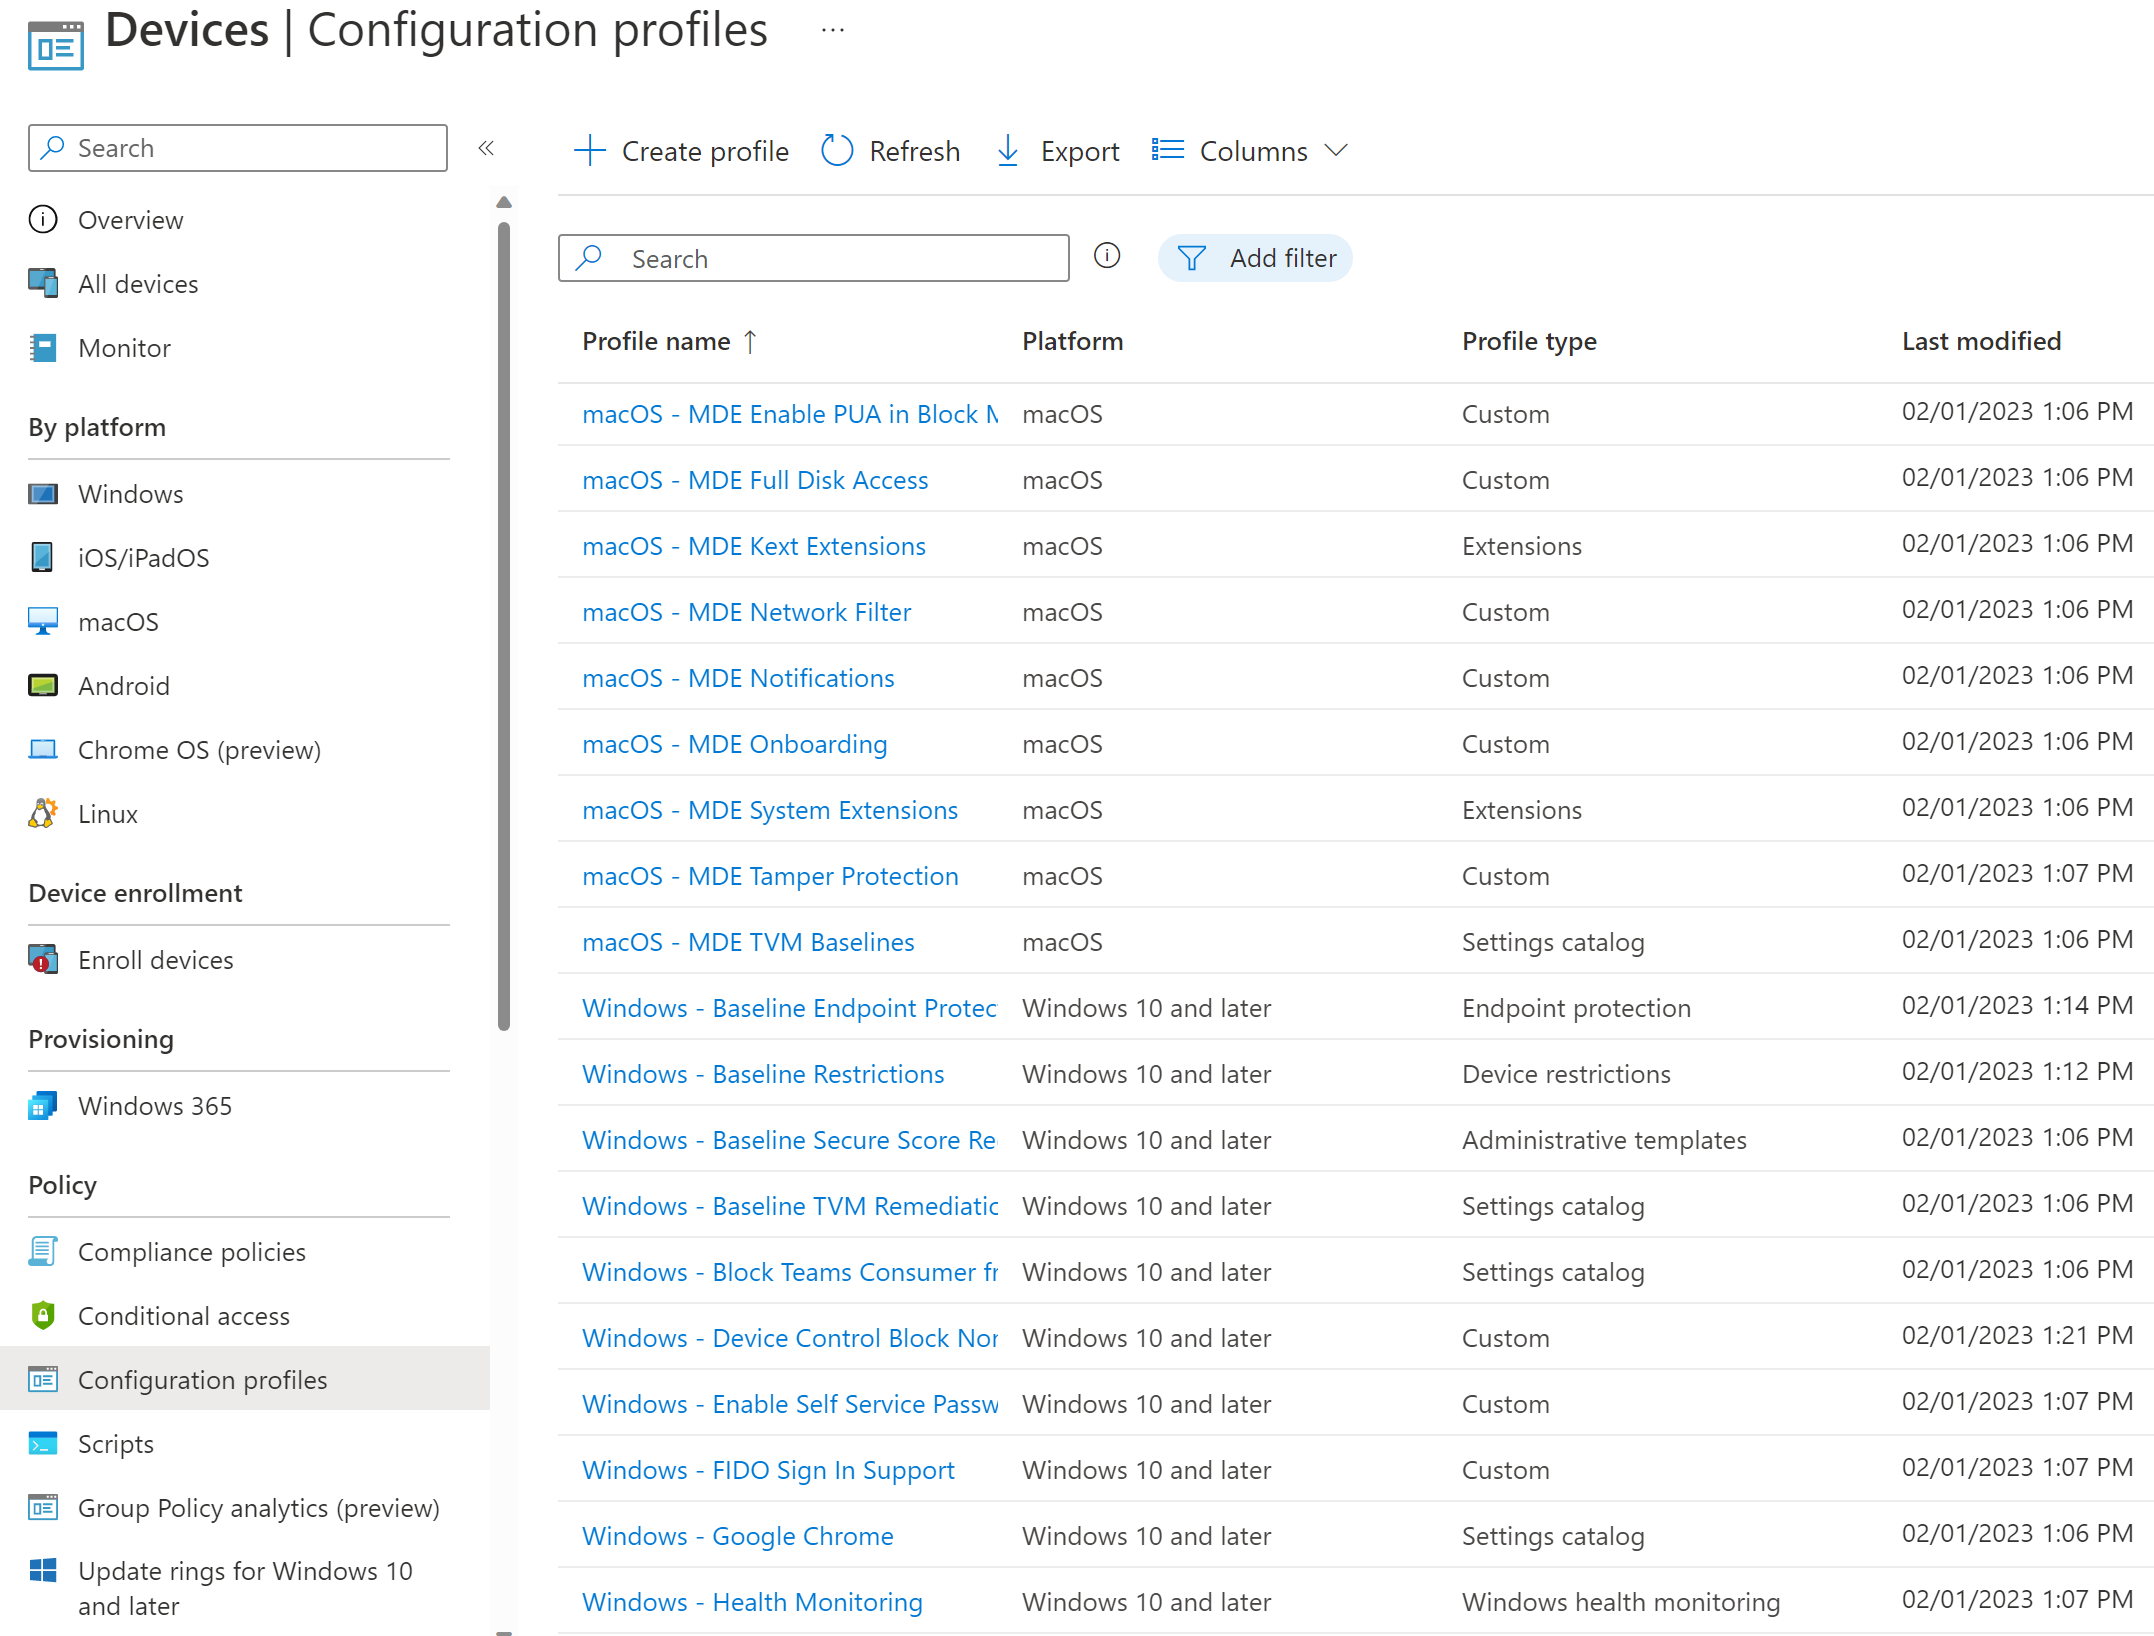 Devices | Configuration profiles ...
Search
«
Overview
All devices
Monitor
By platform
Windows
iOS/iPadOS
macOS
Android
Chrome OS (preview)
Linux
Device enrollment
Enroll devices
Provisioning
Windows 365
Policy
Compliance policies
Conditional access
Configuration profiles
Scripts
Group Policy analytics (preview)
Update rings for Windows 10
and later
Create profile Refresh Export Columns
Search Add filter
Profile name ↑ Platform Profile type Last modified
macOS - MDE Enable PUA in Block macOS Custom 02/01/2023 1:06 PM
macOS - MDE Full Disk Access macOS Custom 02/01/2023 1:06 PM
macOS - MDE Kext Extensions macOS Extensions 02/01/2023 1:06 PM
macOS - MDE Network Filter macOS Custom 02/01/2023 1:06 PM
macOS - MDE Notifications macOS Custom 02/01/2023 1:06 PM
macOS - MDE Onboarding macOS Custom 02/01/2023 1:06 PM
macOS - MDE System Extensions macOS Extensions 02/01/2023 1:06 PM
macOS - MDE Tamper Protection macOS Custom 02/01/2023 1:07 PM
macOS - MDE TVM Baselines macOS Settings catalog 02/01/2023 1:06 PM
Windows - Baseline Endpoint Protec Windows 10 and later Endpoint protection 02/01/2023 1:14 PM
Windows - Baseline Restrictions Windows 10 and later Device restrictions 02/01/2023 1:12 PM
Windows - Baseline Secure Score Re Windows 10 and later Administrative templates 02/01/2023 1:06 PM
Windows - Baseline TVM Remediatic Windows 10 and later Settings catalog 02/01/2023 1:06 PM
Windows - Block Teams Consumer fr Windows 10 and later Settings catalog 02/01/2023 1:06 PM
Windows - Device Control Block Nor Windows 10 and later Custom 02/01/2023 1:21 PM
Windows - Enable Self Service Passw Windows 10 and later Custom 02/01/2023 1:07 PM
Windows - FIDO Sign In Support Windows 10 and later Custom 02/01/2023 1:07 PM
Windows - Google Chrome Windows 10 and later Settings catalog 02/01/2023 1:06 PM
Windows - Health Monitoring Windows 10 and later Windows health monitoring 02/01/2023 1:07 PM